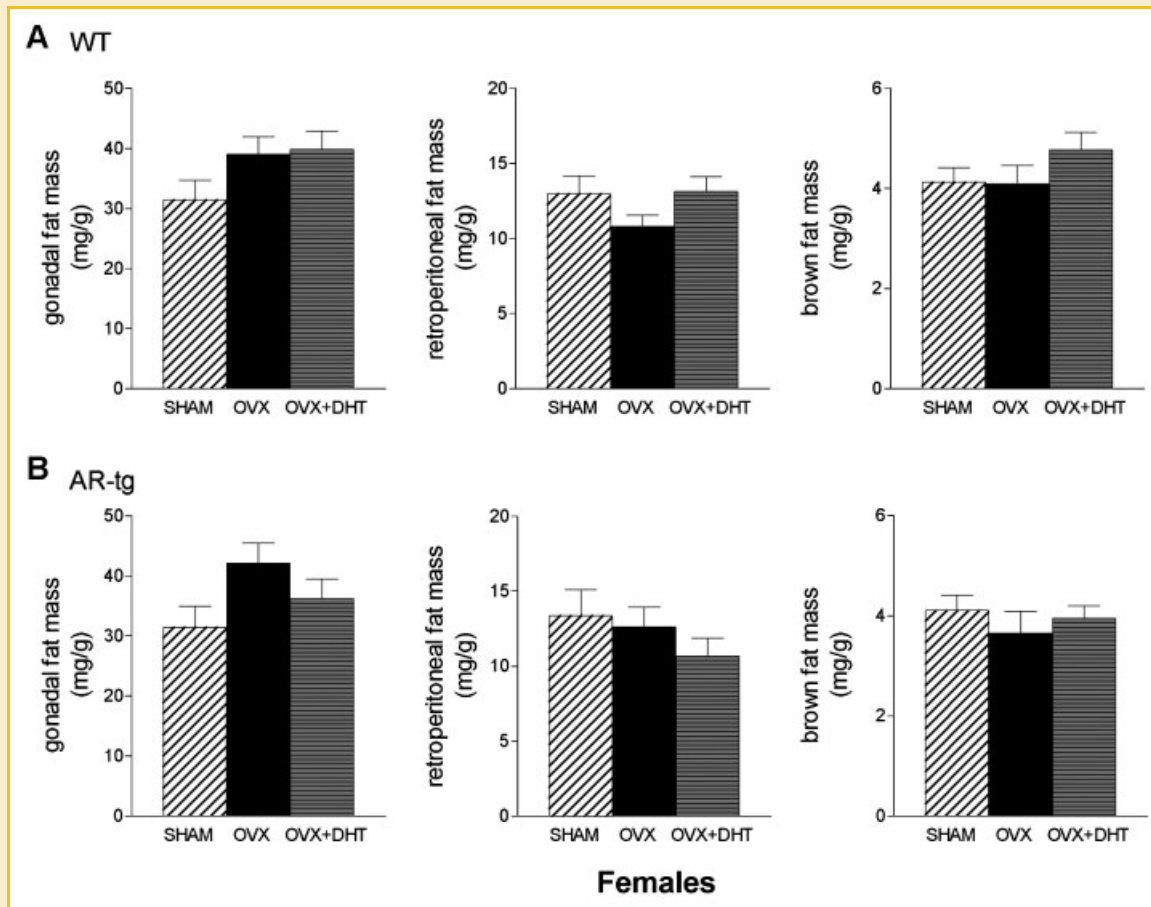 A WT
gonadal fat mass
(mg/g)
50
40
30
20
10
0
SHAM OVX OVX+DHT
retroperitoneal fat mass
(mg/g)
20
15
10
5
0
SHAM OVX OVX+DHT
brown fat mass
(mg/g)
6
4
2
0
SHAM OVX OVX+DHT
B AR-tg
gonadal fat mass
(mg/g)
50
40
30
20
10
0
SHAM OVX OVX+DHT
retroperitoneal fat mass
(mg/g)
20
15
10
5
0
SHAM OVX OVX+DHT
brown fat mass
(mg/g)
6
4
2
0
SHAM OVX OVX+DHT
Females